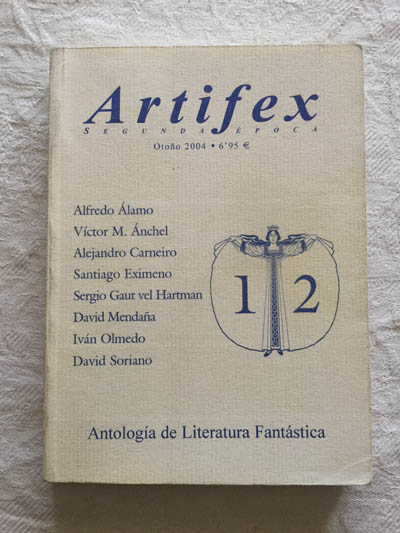 Artifex
SEGUNDA ÉPOCA
Otoño 2004 • 6'95 €
Alfredo Álamo
Víctor M. Ánchel
Alejandro Carneiro
Santiago Eximeno
Sergio Gaut vel Hartman
David Mendaña
Iván Olmedo
David Soriano
1 2
Antología de Literatura Fantástica